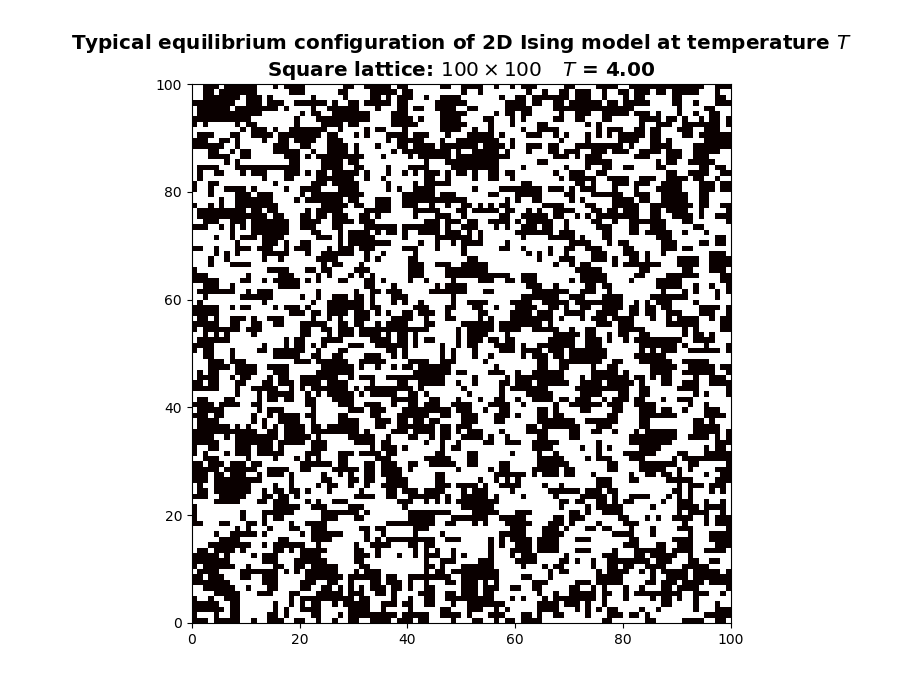 Typical equilibrium configuration of 2D Ising model at temperature T
Square lattice: 100 × 100 T = 4.00
100
80
60
40
20
0
0 20 40 60 80 100